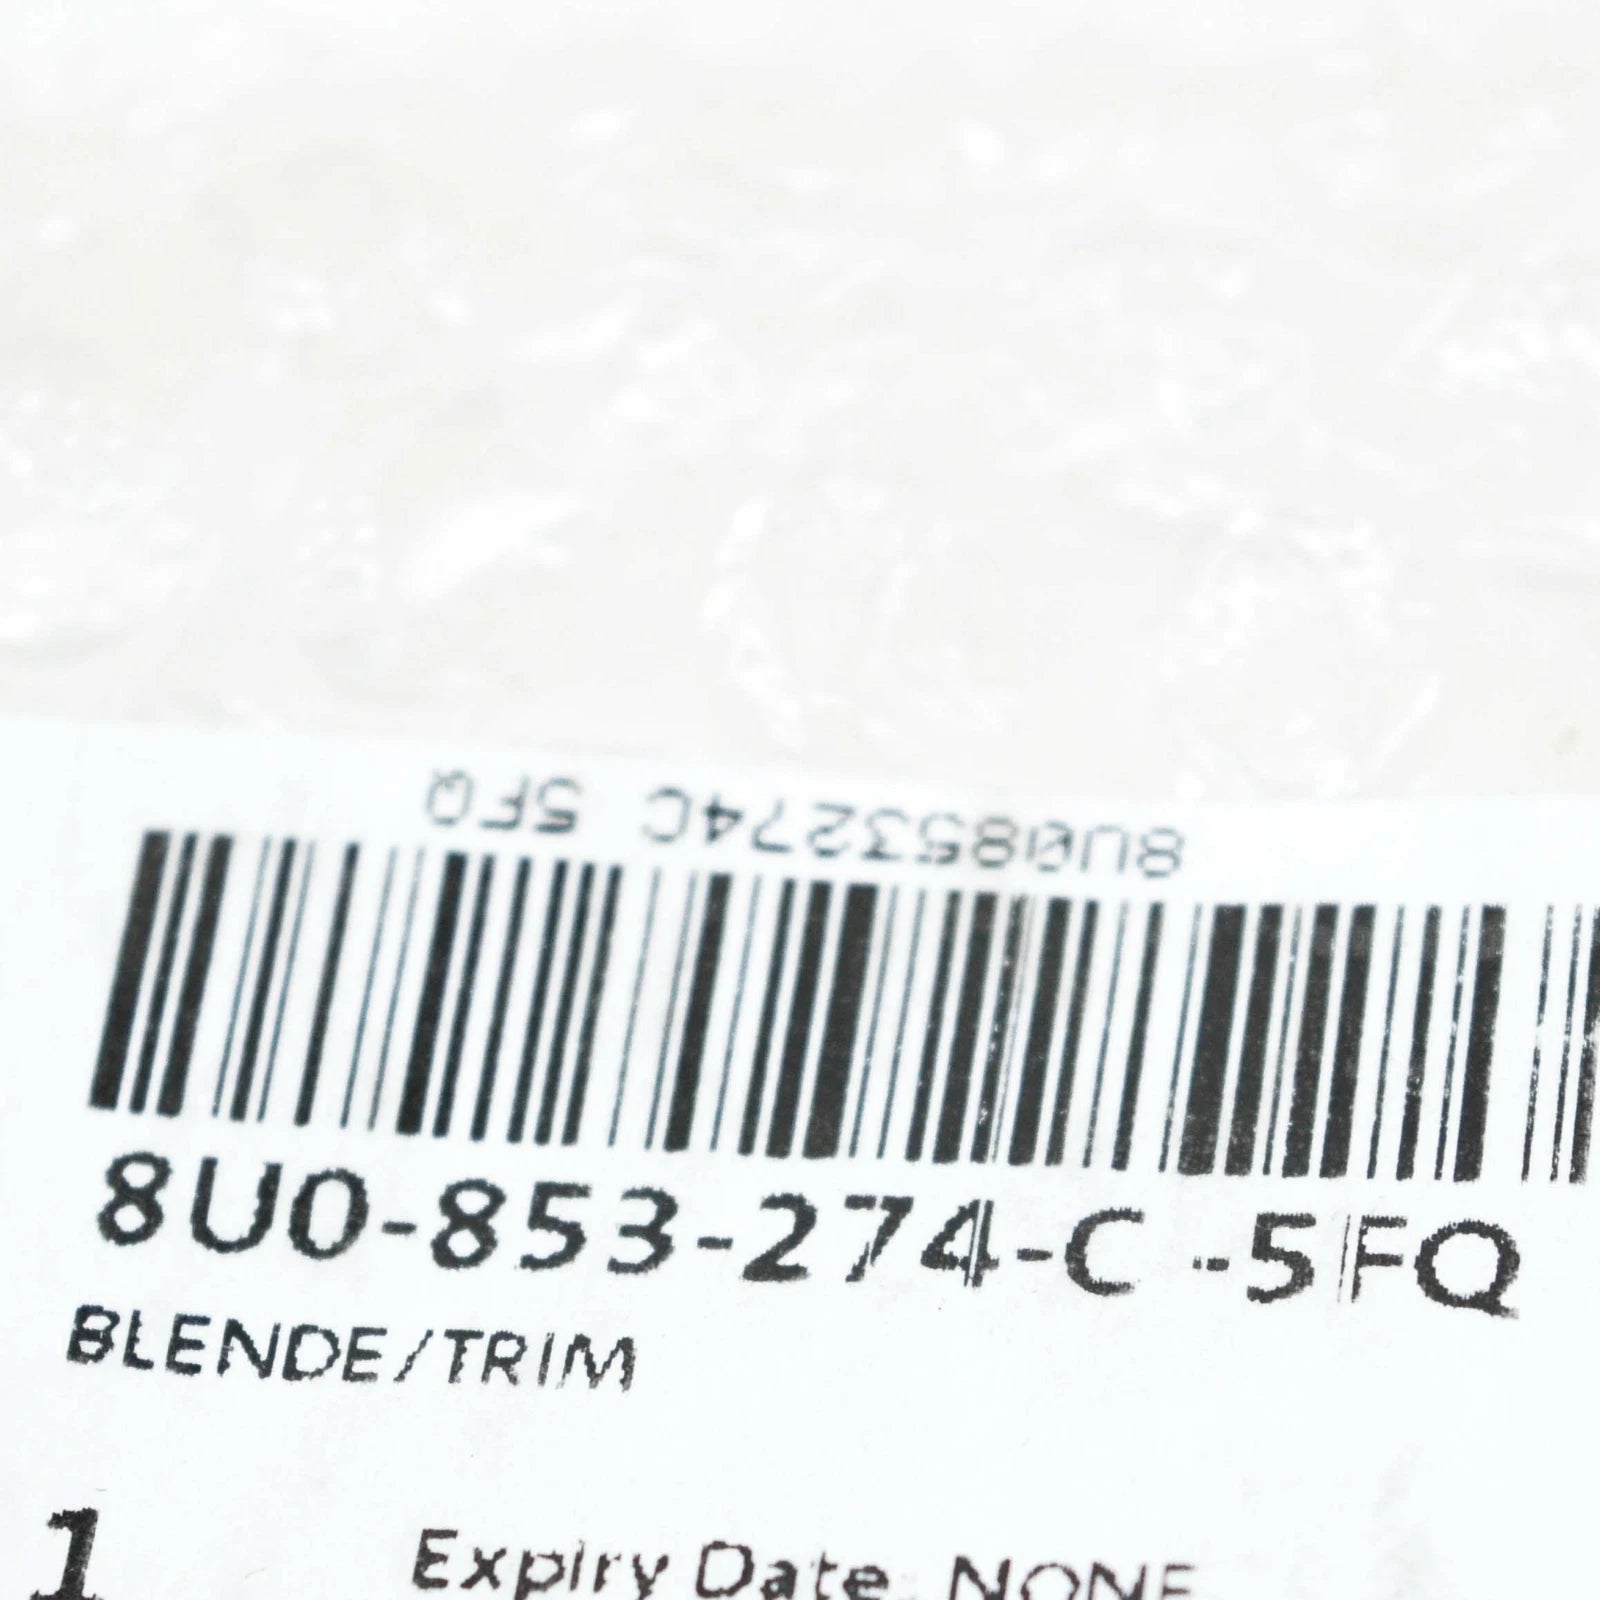 8U0853274C 5FQ
8U0-853-274-C -5FQ
BLENDE/TRIM
1
Expiry Date: NONE